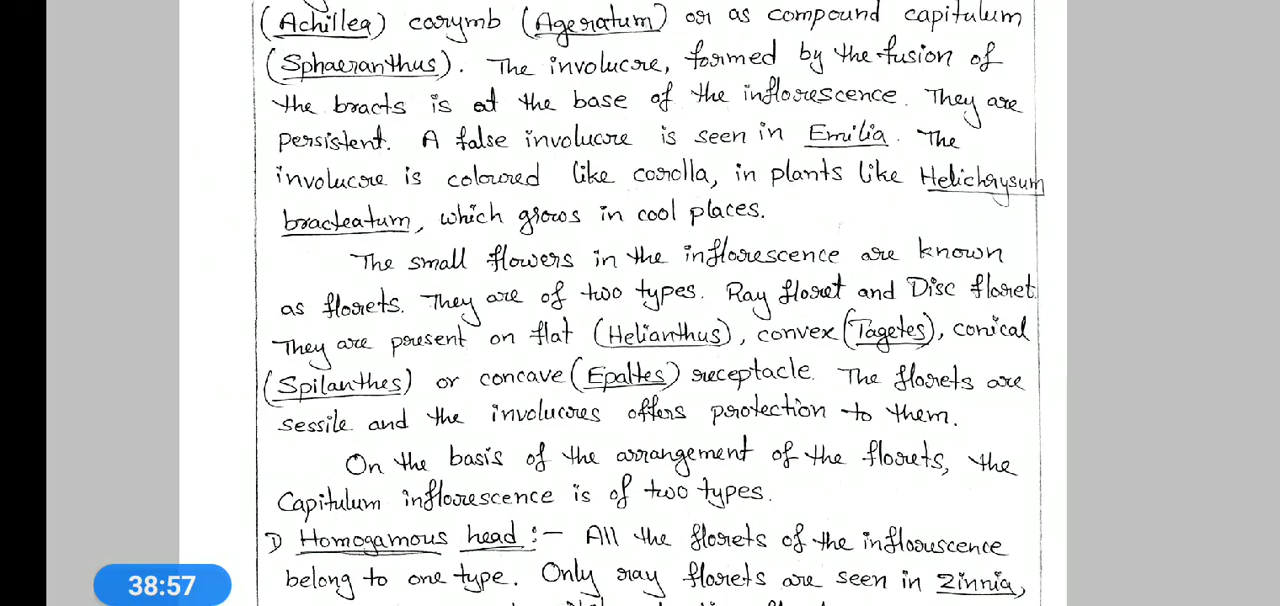 (Achillea) corymb (Ageratum) or as compound capitulum
(Sphaeranthus). The involucre, formed by the fusion of
the bracts is at the base of the inflorescence. They are
persistent. A false involucre is seen in Emilia. The
involucre is coloured like corolla, in plants like Helichrysum
bracteatum, which grows in cool places.
The small flowers in the inflorescence are known
as florets. They are of two types. Ray floret and Disc floret.
They are present on flat (Helianthus), convex (Tagetes), conical
(Spilanthes) or concave (Epaltes) receptacle. The florets are
sessile and the involucres offers protection to them.
On the basis of the arrangement of the florets, the
Capitulum inflorescence is of two types.
1) Homogamous head :- All the florets of the inflorescence
belong to one type. Only ray florets are seen in Zinnia,
38:57